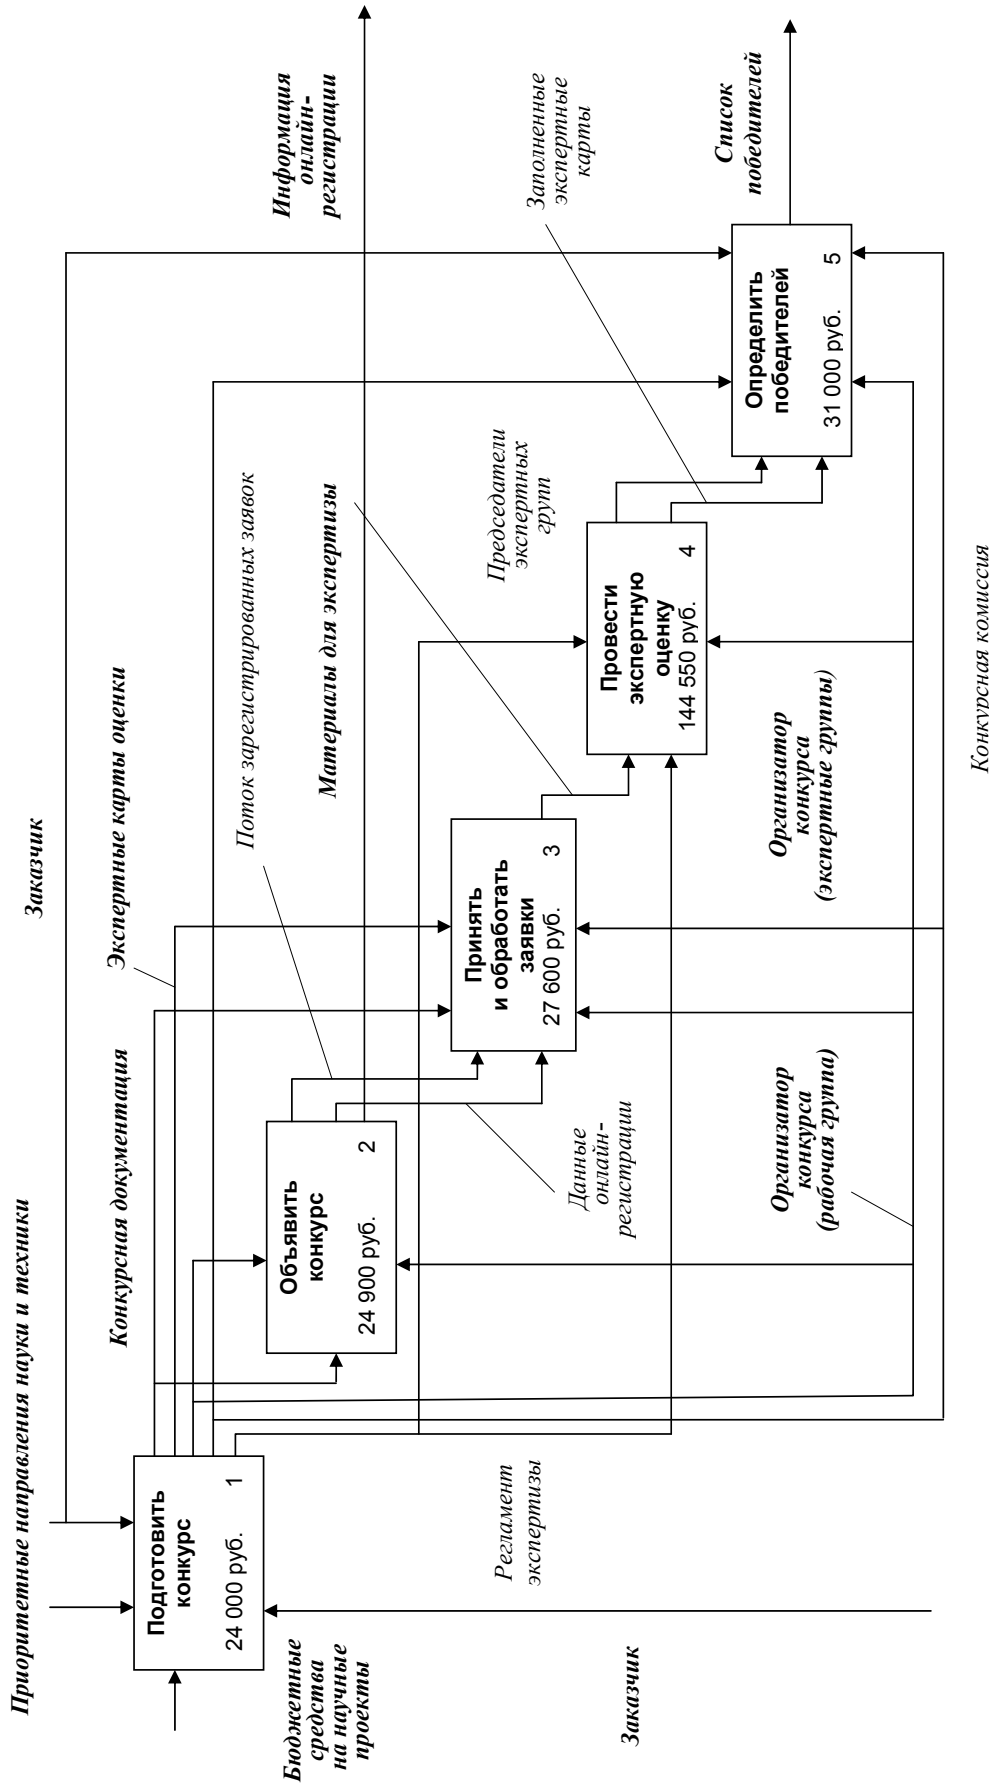 Приоритетные направления науки и техники
Заказчик
Конкурсная документация
Экспертные карты оценки
Поток зарегистрированных заявок
Материалы для экспертизы
Информация
онлайн-
регистрации
Председатели
экспертных
групп
Заполненные
экспертные
карты
Список
победителей
Подготовить
конкурс
24 000 руб.
1
Объявить
конкурс
24 900 руб.
2
Принять
и обработать
заявки
27 600 руб.
3
Провести
экспертную
оценку
144 550 руб.
4
Определить
победителей
31 000 руб.
5
Бюджетные
средства
на научные
проекты
Регламент
экспертизы
Данные
онлайн-
регистрации
Заказчик
Организатор
конкурса
(рабочая группа)
Организатор
конкурса
(экспертные группы)
Конкурсная комиссия